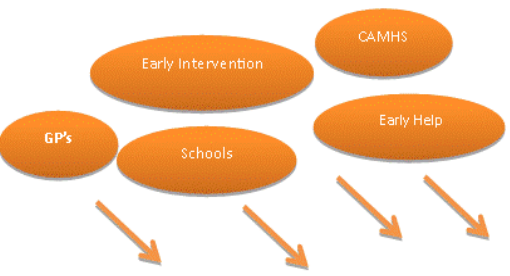 CAMHS
Early Intervention
Early Help
GP's
Schools